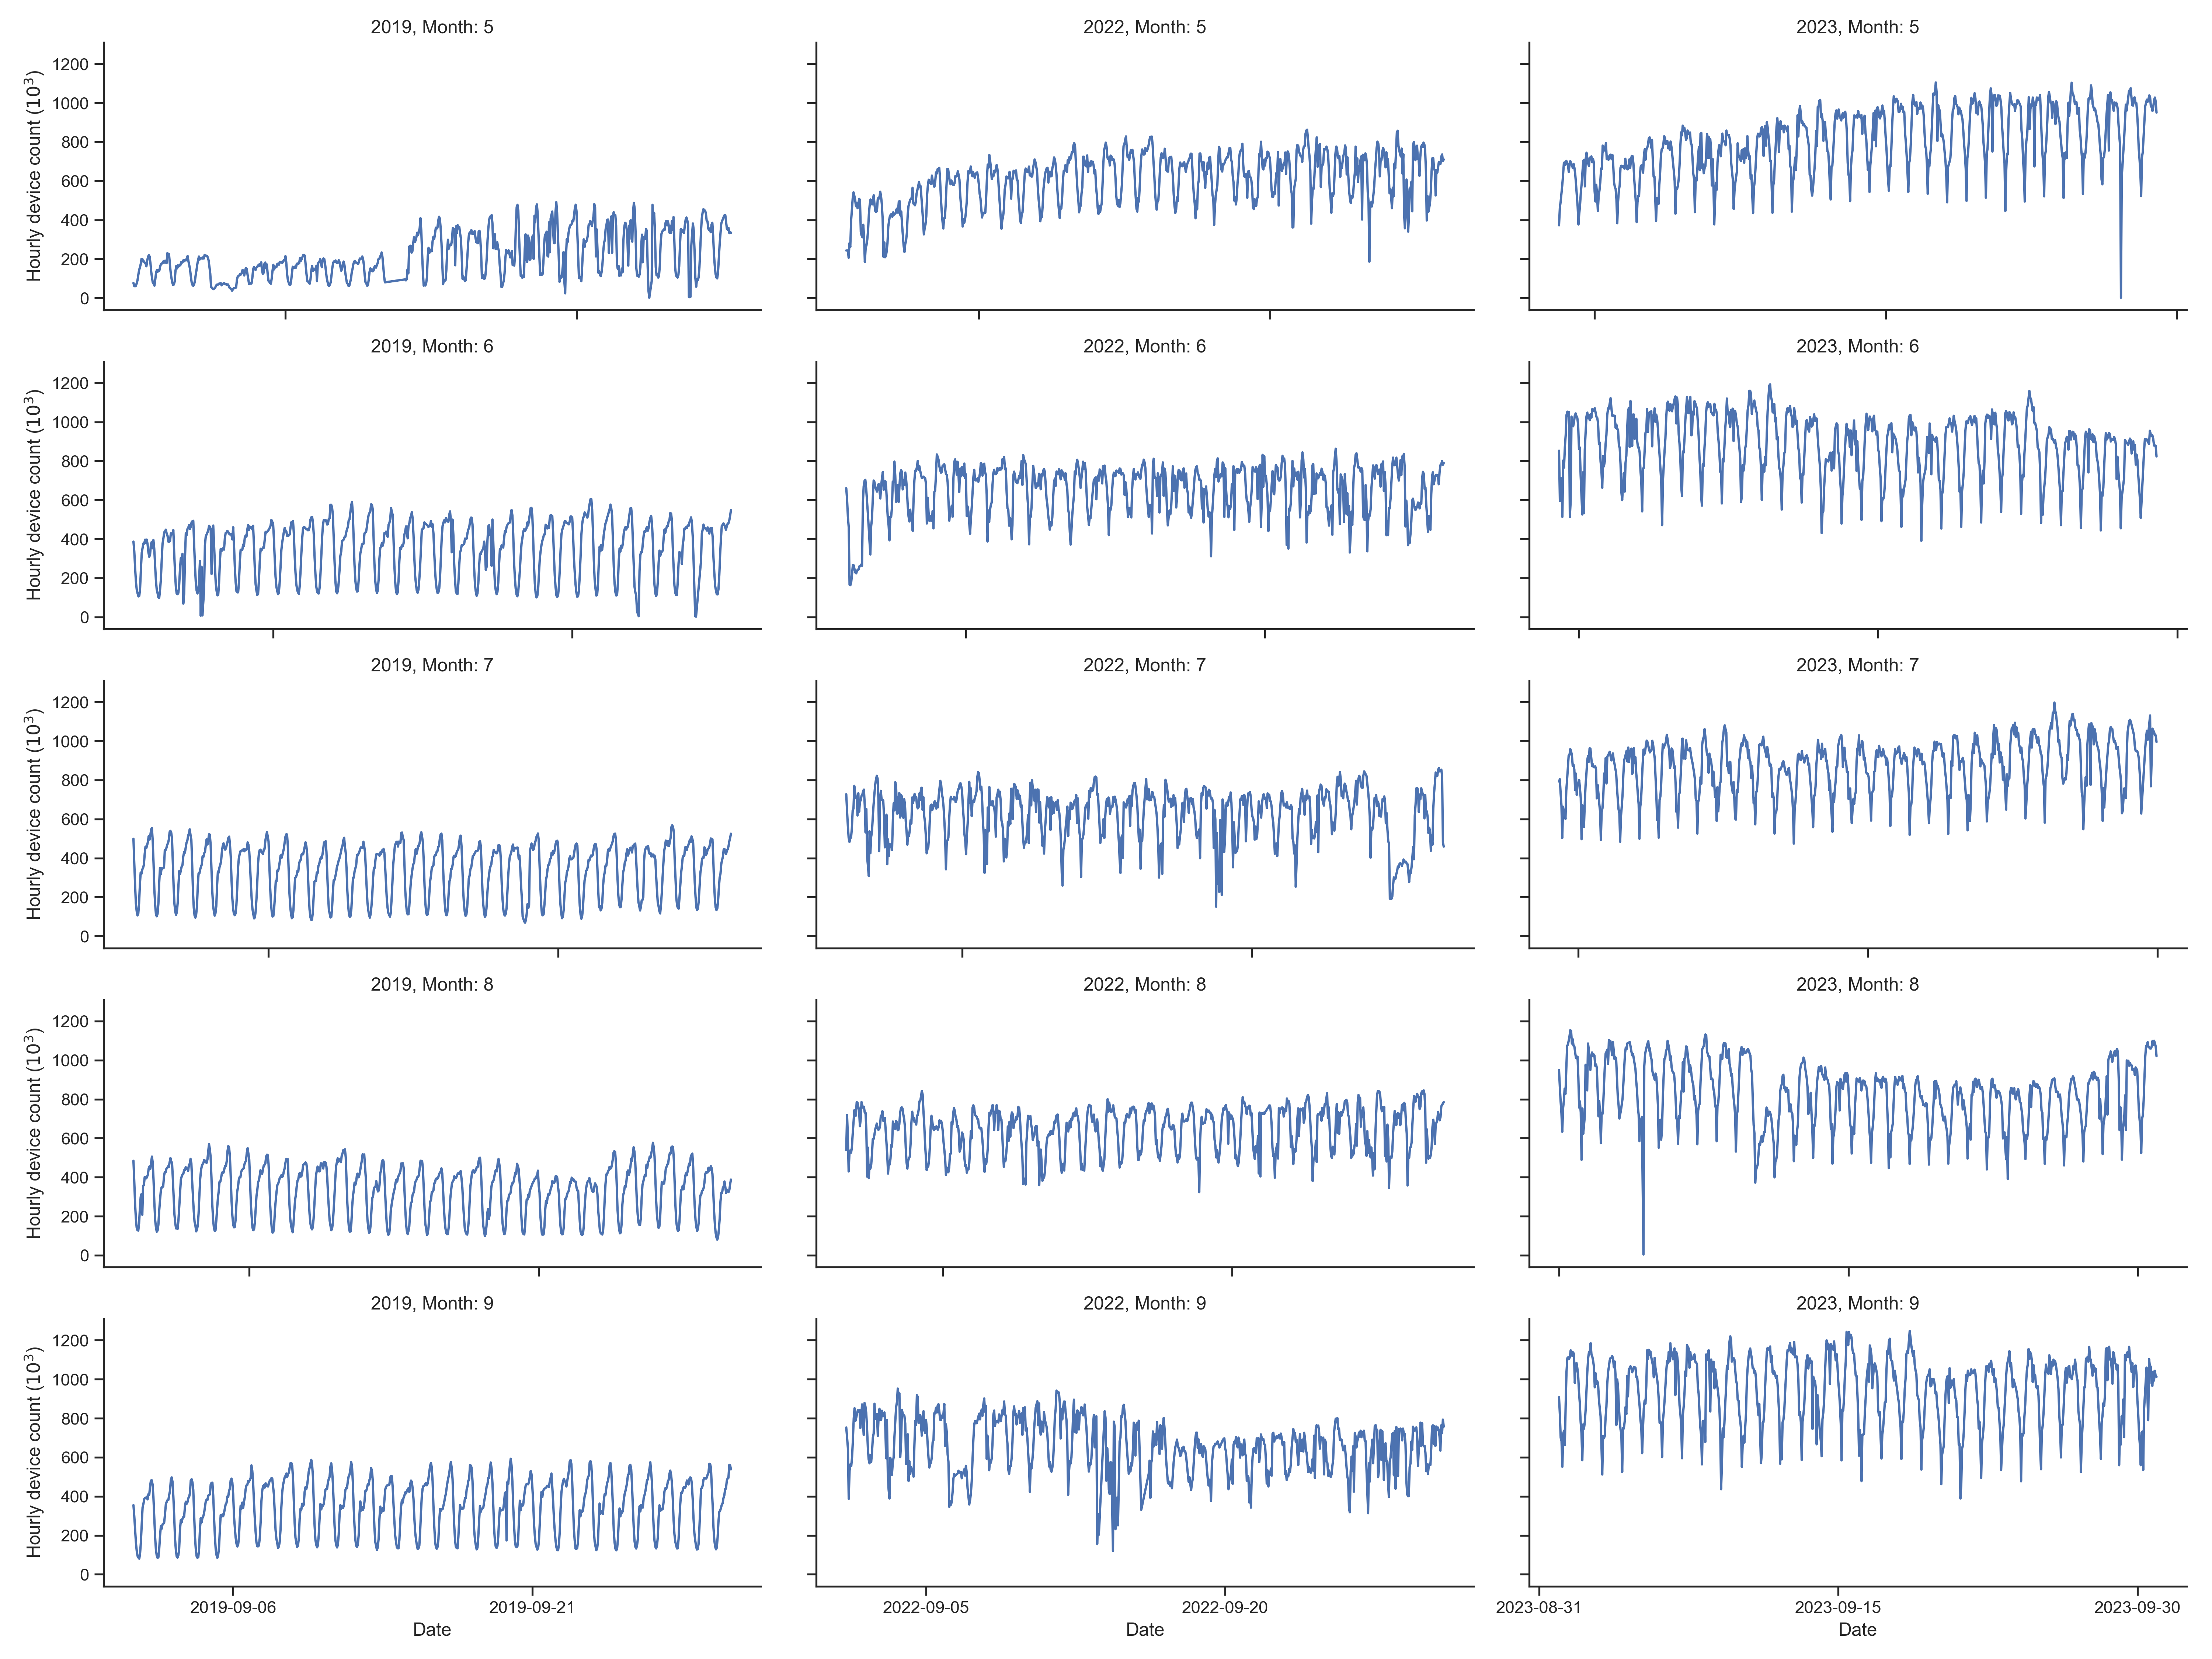 2019, Month: 5
2022, Month: 5
2023, Month: 5
Hourly device count (10³)
1200
1000
800
600
400
200
0
2019, Month: 6
2022, Month: 6
2023, Month: 6
Hourly device count (10³)
1200
1000
800
600
400
200
0
2019, Month: 7
2022, Month: 7
2023, Month: 7
Hourly device count (10³)
1200
1000
800
600
400
200
0
2019, Month: 8
2022, Month: 8
2023, Month: 8
Hourly device count (10³)
1200
1000
800
600
400
200
0
2019, Month: 9
2022, Month: 9
2023, Month: 9
Hourly device count (10³)
1200
1000
800
600
400
200
0
2019-09-06
2019-09-21
2022-09-05
2022-09-20
2023-08-31
2023-09-15
2023-09-30
Date
Date
Date